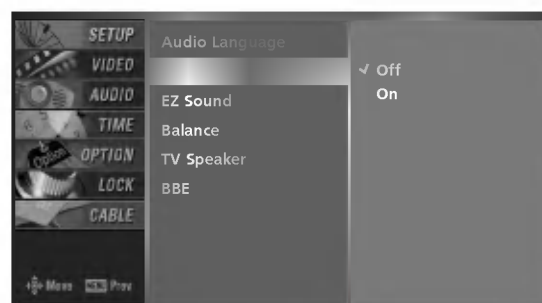 SETUP
VIDEO
AUDIO
TIME
OPTION
LOCK
CABLE
Move MENU Prev
Audio Language
EZ Sound
Balance
TV Speaker
BBE
✓ Off
On